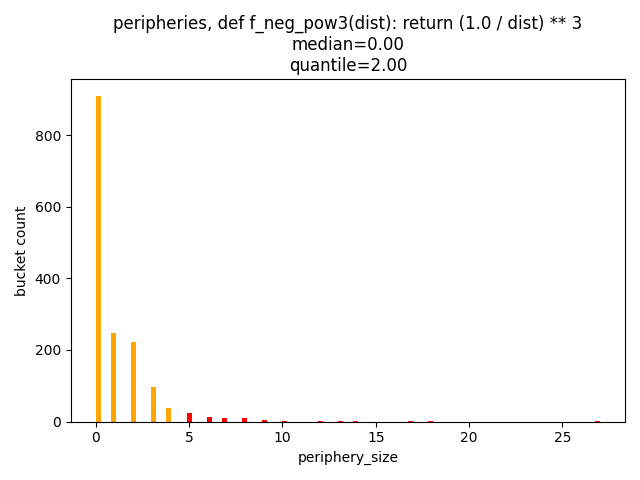 peripheries, def f_neg_pow3(dist): return (1.0 / dist) ** 3
median=0.00
quantile=2.00
bucket count
800
600
400
200
0
0 5 10 15 20 25
periphery_size